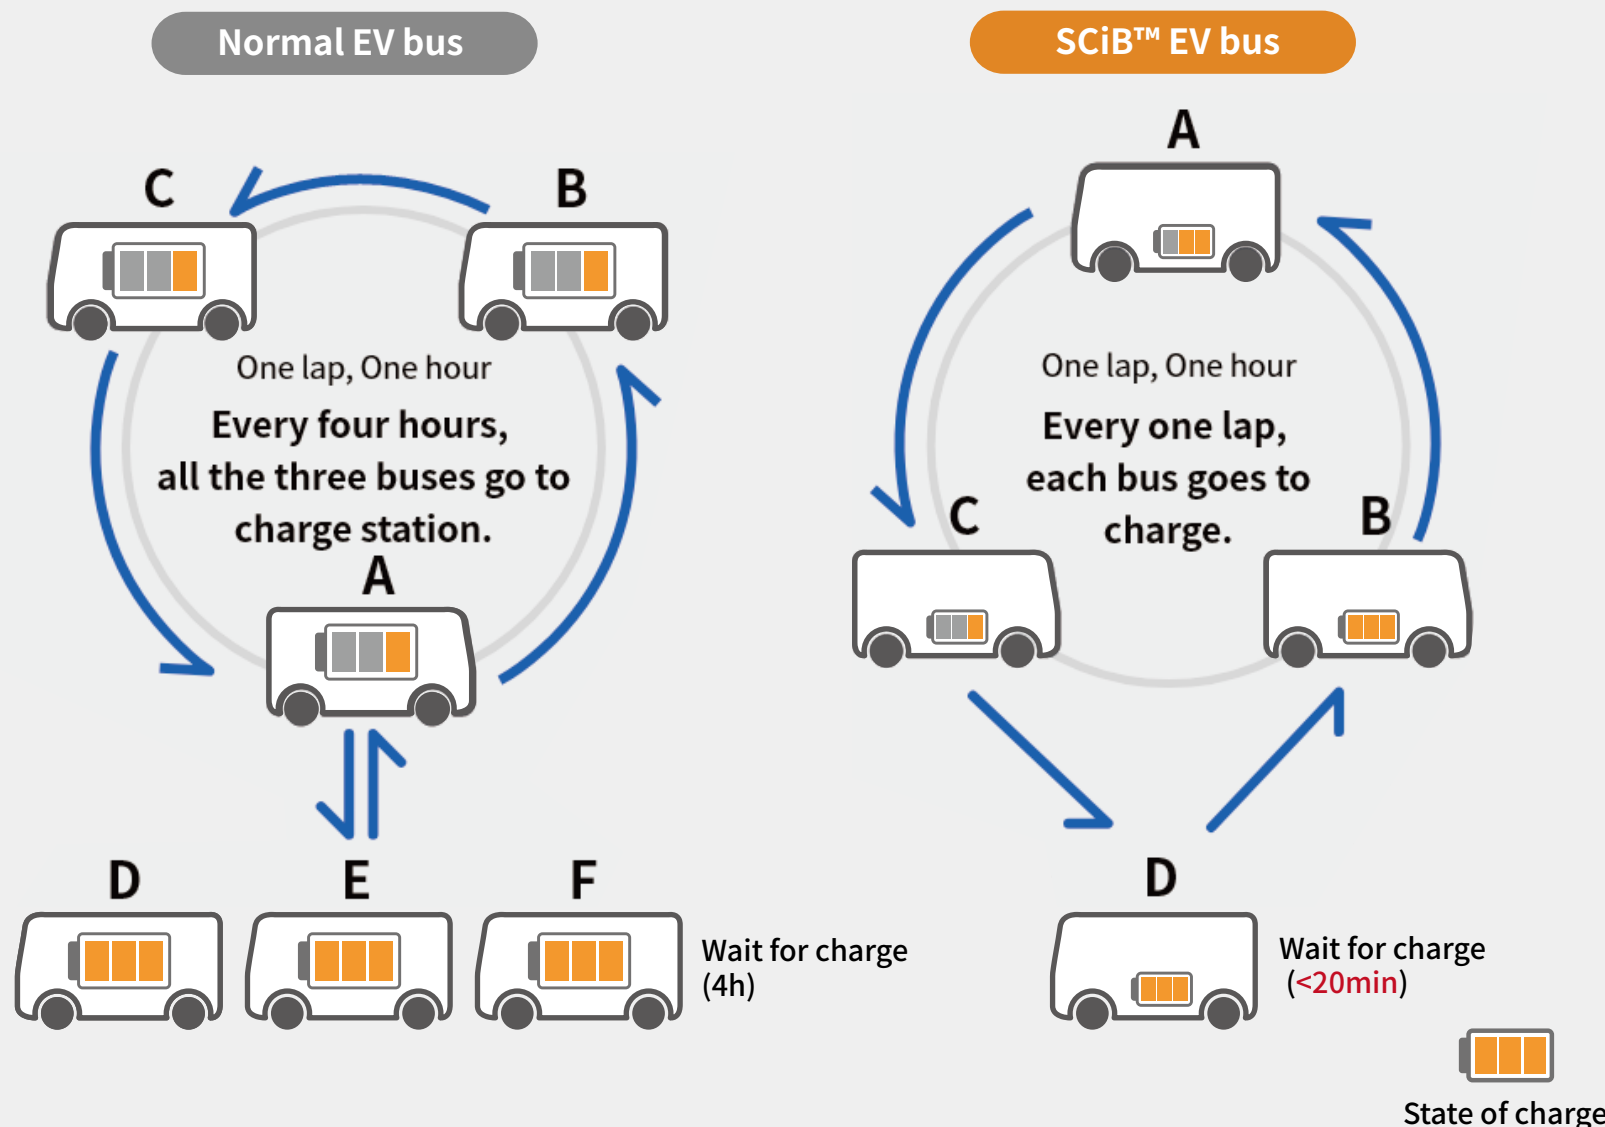 Normal EV bus
C
B
One lap, One hour
Every four hours,
all the three buses go to
charge station.
A
D
E
F
Wait for charge
(4h)
SCiB™ EV bus
A
One lap, One hour
Every one lap,
each bus goes to
charge.
C
B
D
Wait for charge
(<20min)
State of charge